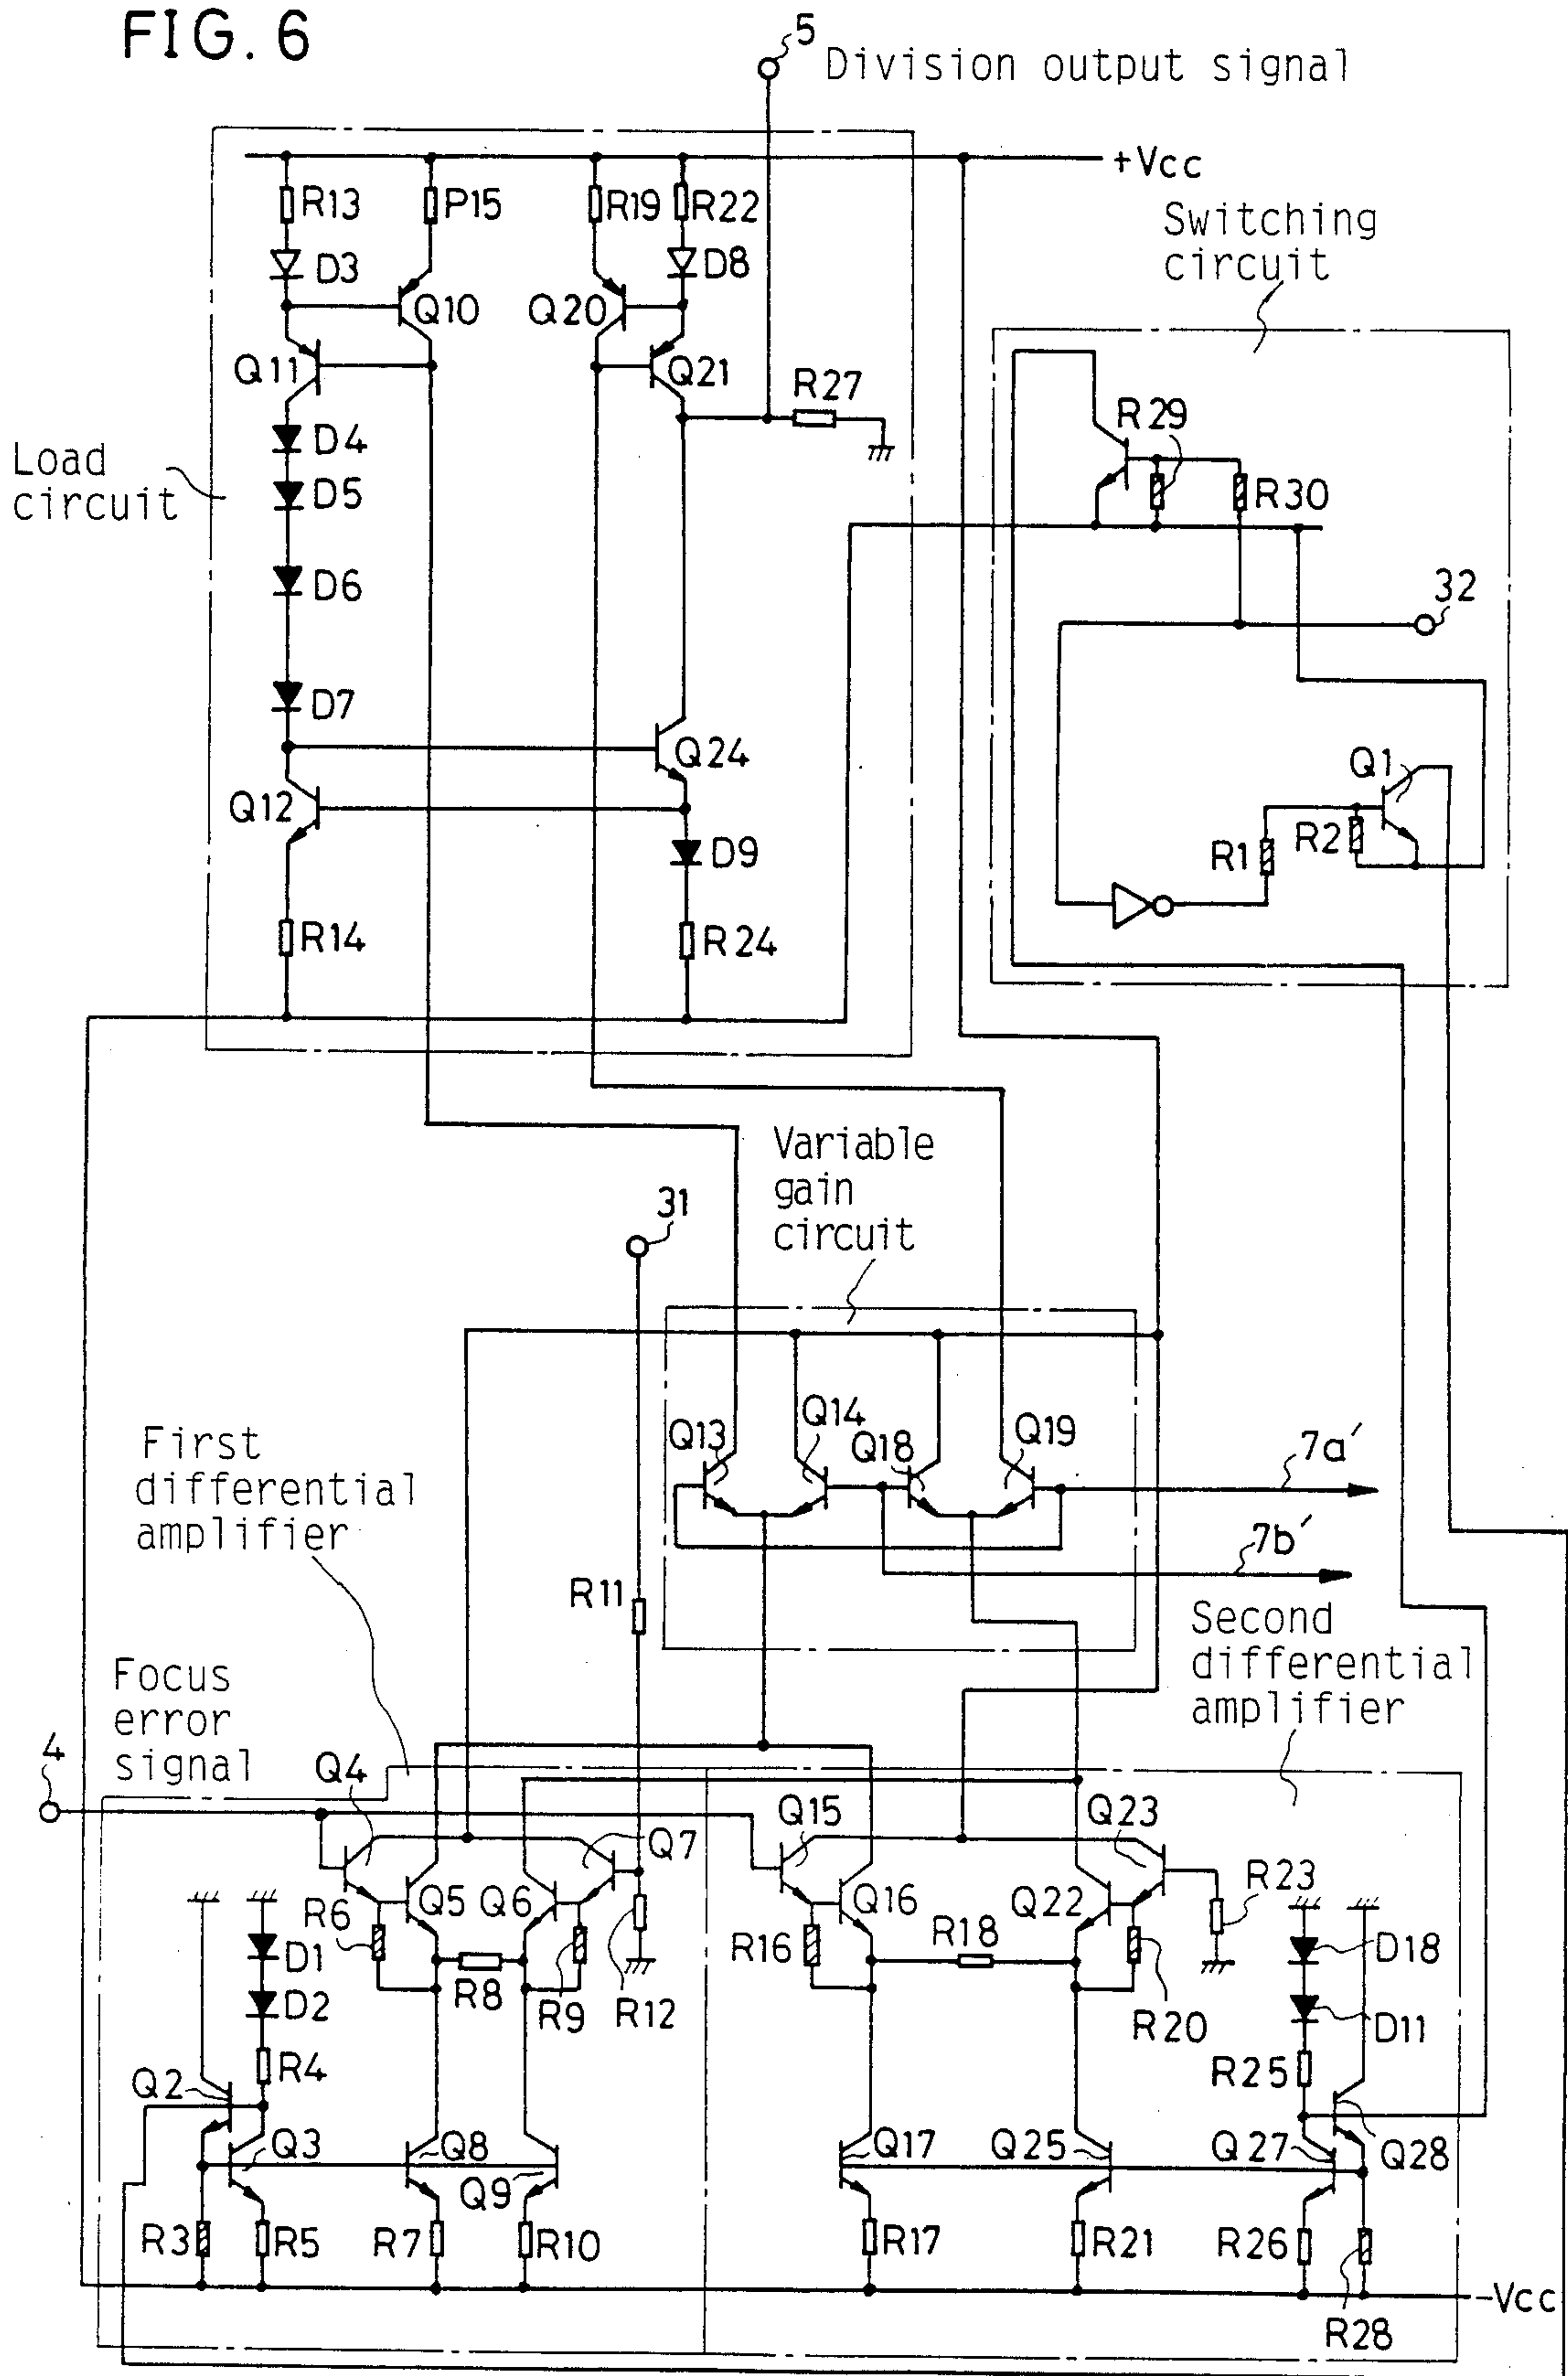 FIG. 6
5
Division output signal
+Vcc
R13
P15
R19
R22
Switching
circuit
D3
D8
Q10
Q20
Q11
Q21
R27
R29
Load
circuit
D4
D5
R30
D6
32
D7
Q24
Q1
Q12
D9
R1
R2
R14
R24
Variable
gain
circuit
31
First
differential
amplifier
Q13
Q14
Q18
Q19
7a′
7b′
R11
Second
differential
amplifier
Focus
error
signal
4
Q4
Q7
Q15
Q23
R23
R6
Q5
Q6
Q16
Q22
D1
R8
R16
R18
D18
D2
R9
R12
R20
D11
R4
R25
Q2
Q3
Q8
Q9
Q17
Q25
Q27
Q28
R3
R5
R7
R10
R17
R21
R26
-Vcc
R28